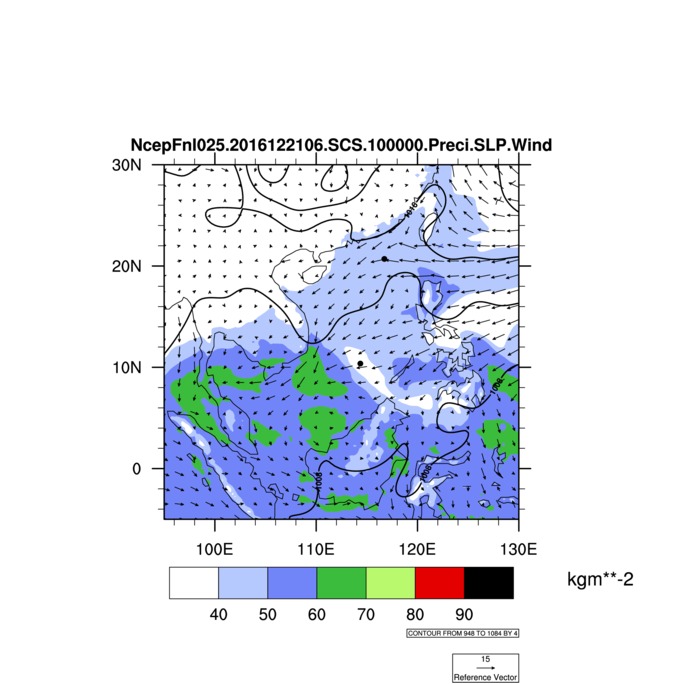 NcepFnl025.2016122106.SCS.100000.Preci.SLP.Wind
30N
1016
20N
10N
1008
0
1008
1008
100E 110E 120E 130E
kgm**-2
40 50 60 70 80 90
CONTOUR FROM 948 TO 1084 BY 4
15
Reference Vector